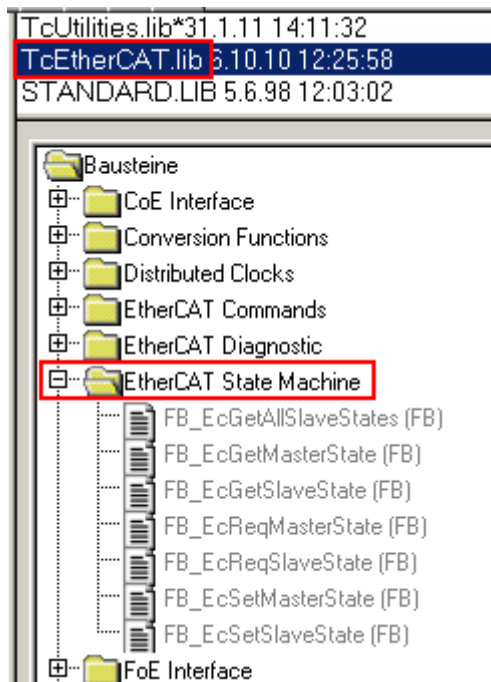 TcUtilities.lib*31.1.11 14:11:32
TcEtherCAT.lib 6.10.10 12:25:58
STANDARD.LIB 5.6.98 12:03:02
Bausteine
CoE Interface
Conversion Functions
Distributed Clocks
EtherCAT Commands
EtherCAT Diagnostic
EtherCAT State Machine
FB_EcGetAllSlaveStates (FB)
FB_EcGetMasterState (FB)
FB_EcGetSlaveState (FB)
FB_EcReqMasterState (FB)
FB_EcReqSlaveState (FB)
FB_EcSetMasterState (FB)
FB_EcSetSlaveState (FB)
FoE Interface